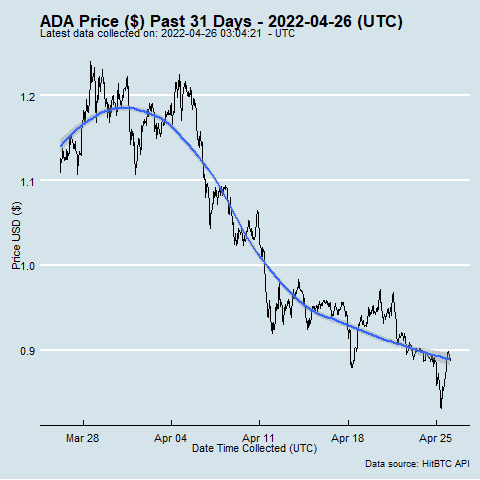 ADA Price ($) Past 31 Days - 2022-04-26 (UTC)
Latest data collected on: 2022-04-26 03:04:21 - UTC
Price USD ($)
1.2
1.1
1.0
0.9
Mar 28 Apr 04 Apr 11 Apr 18 Apr 25
Date Time Collected (UTC)
Data source: HitBTC API